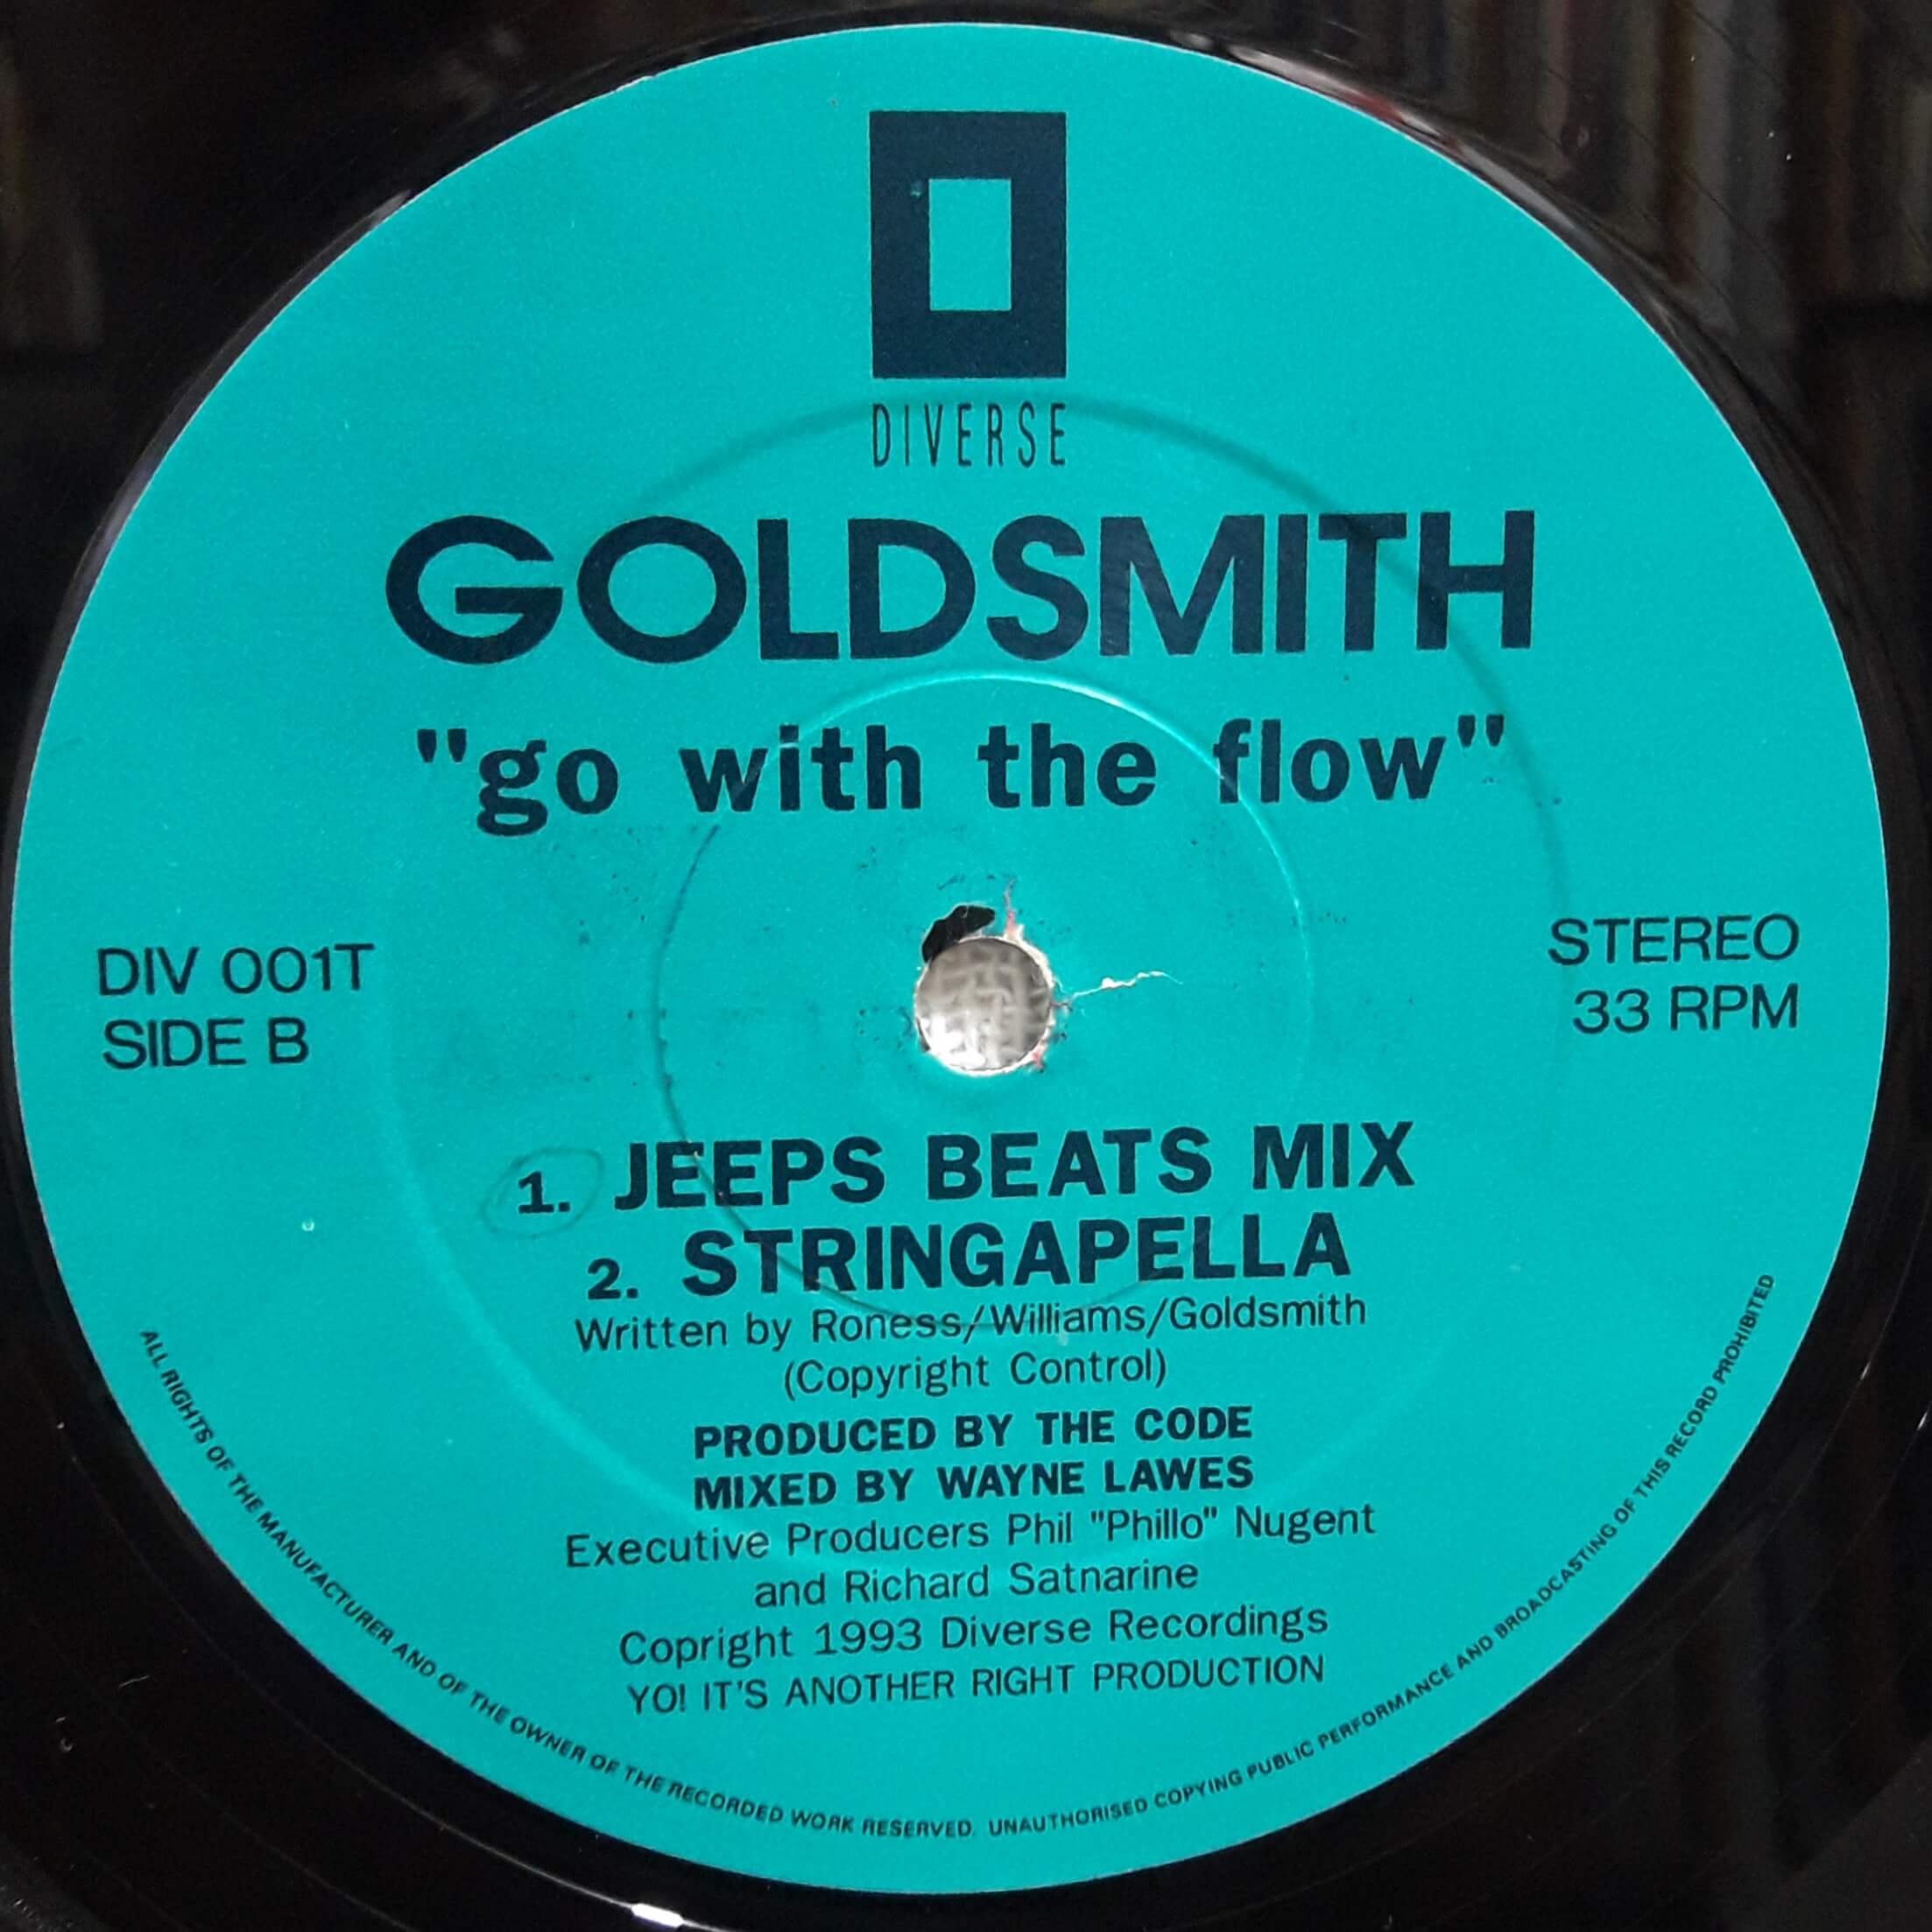 DIVERSE
GOLDSMITH
"go with the flow"
DIV 001T
SIDE B
STEREO
33 RPM
1. JEEPS BEATS MIX
2. STRINGAPELLA
Written by Roness/Williams/Goldsmith
(Copyright Control)
PRODUCED BY THE CODE
MIXED BY WAYNE LAWES
Executive Producers Phil "Phillo" Nugent
and Richard Satnarine
Copright 1993 Diverse Recordings
YO! IT'S ANOTHER RIGHT PRODUCTION
ALL RIGHTS OF THE MANUFACTURER AND OF THE OWNER OF THE RECORDED WORK RESERVED. UNAUTHORISED COPYING PUBLIC PERFORMANCE AND BROADCASTING OF THIS RECORD PROHIBITED